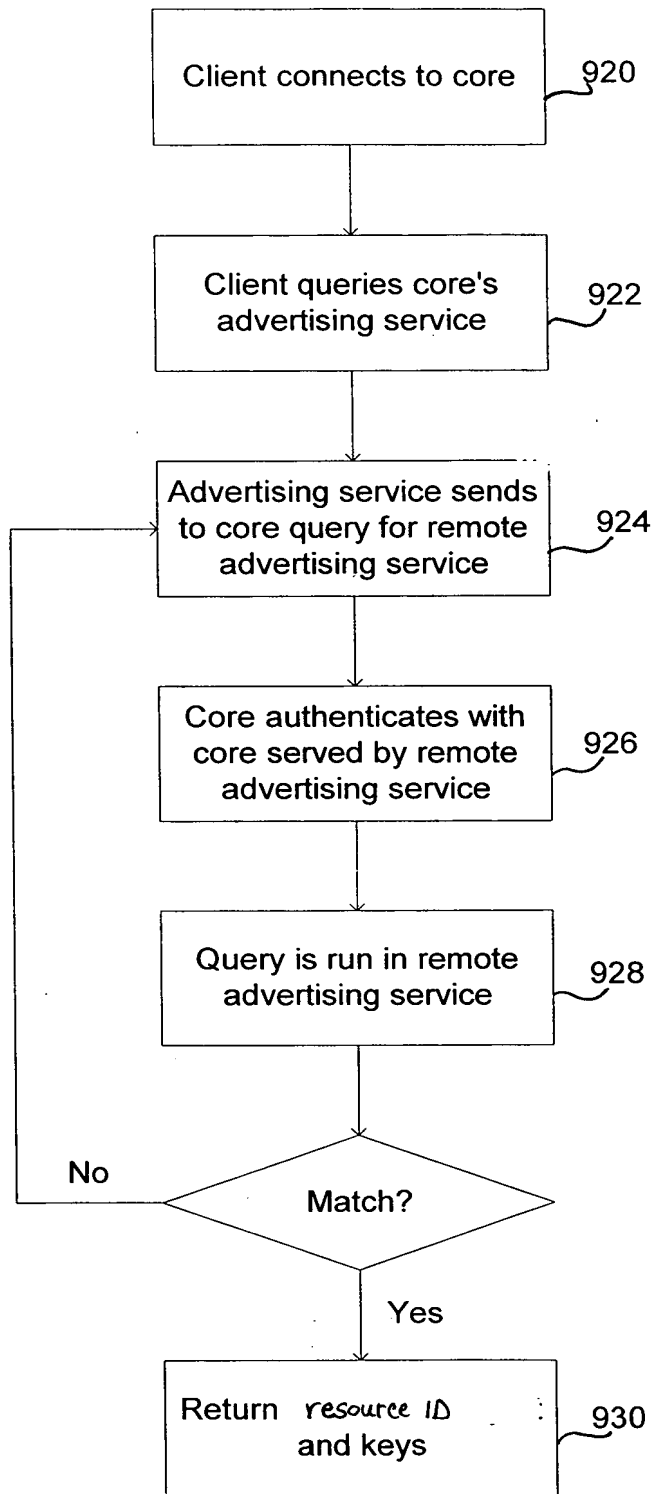 Client connects to core
920
Client queries core's
advertising service
922
Advertising service sends
to core query for remote
advertising service
924
Core authenticates with
core served by remote
advertising service
926
Query is run in remote
advertising service
928
Match?
No
Yes
Return resource ID
and keys
930